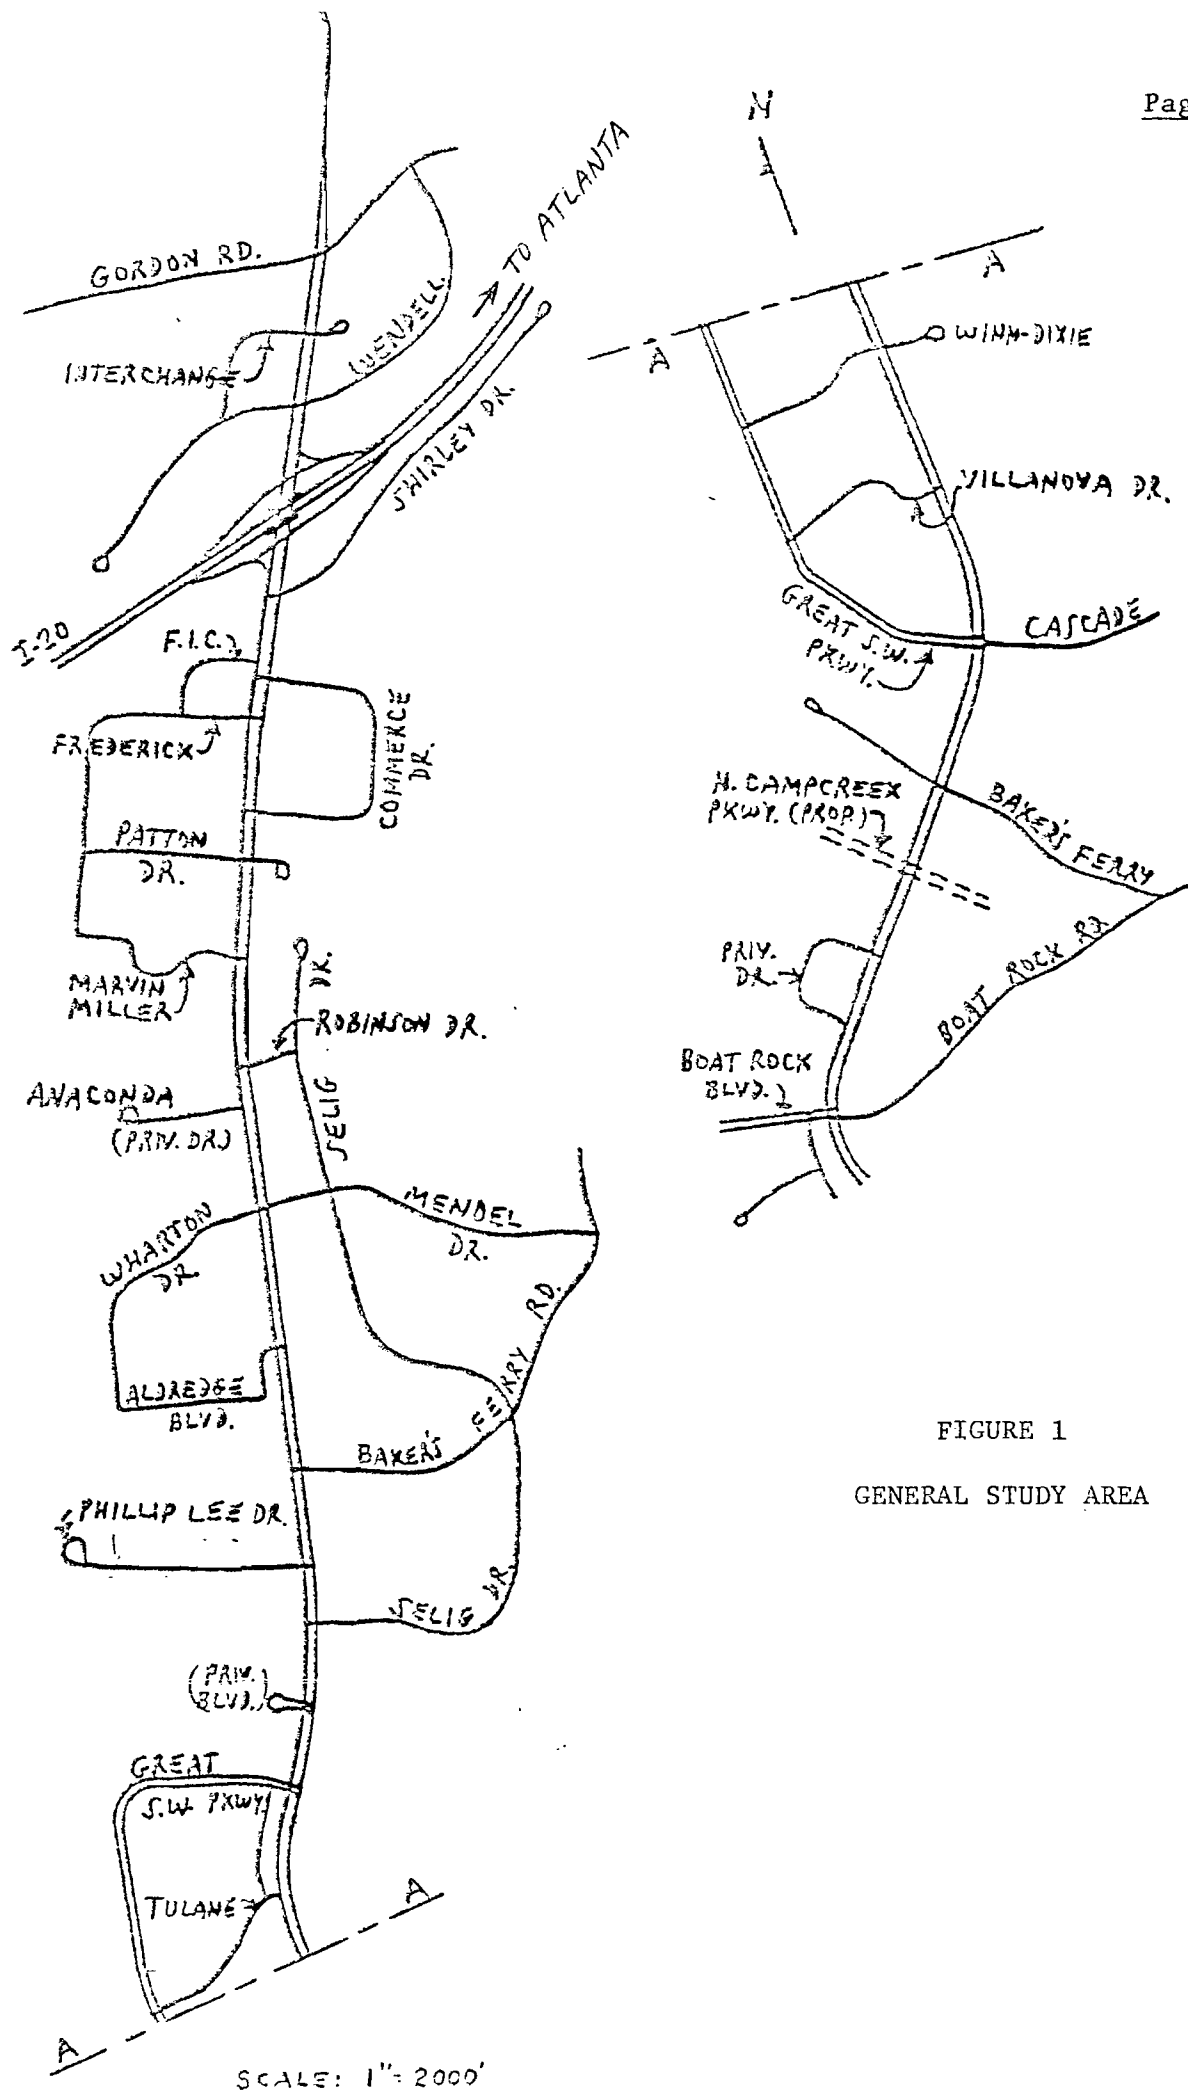 Pag
N
TO ATLANTA
GORDON RD.
WENDELL
INTERCHANGE
SHIRLEY DR.
I-20
F.I.C.
FREDERICK
COMMERCE
DR.
PATTON
DR.
MARVIN
MILLER
DR.
ROBINSON DR.
SELIG
ANACONDA
(PRIV. DR.)
WHARTON
DR.
MENDEL
DR.
ALDREDGE
BLVD.
BAKER'S FERRY RD.
PHILLIP LEE DR.
SELIG DR.
(PRIV.
BLVD.)
GREAT
S.W. PKWY.
TULANE
A
A
SCALE: 1"=2000'
A
A
WINN-DIXIE
VILLANOVA DR.
GREAT S.W.
PKWY.
CASCADE
N. CAMPCREEK
PKWY. (PROP.)
BAKER'S FERRY
PRIV.
DR.
BOAT ROCK RD.
BOAT ROCK
BLVD.
FIGURE 1
GENERAL STUDY AREA